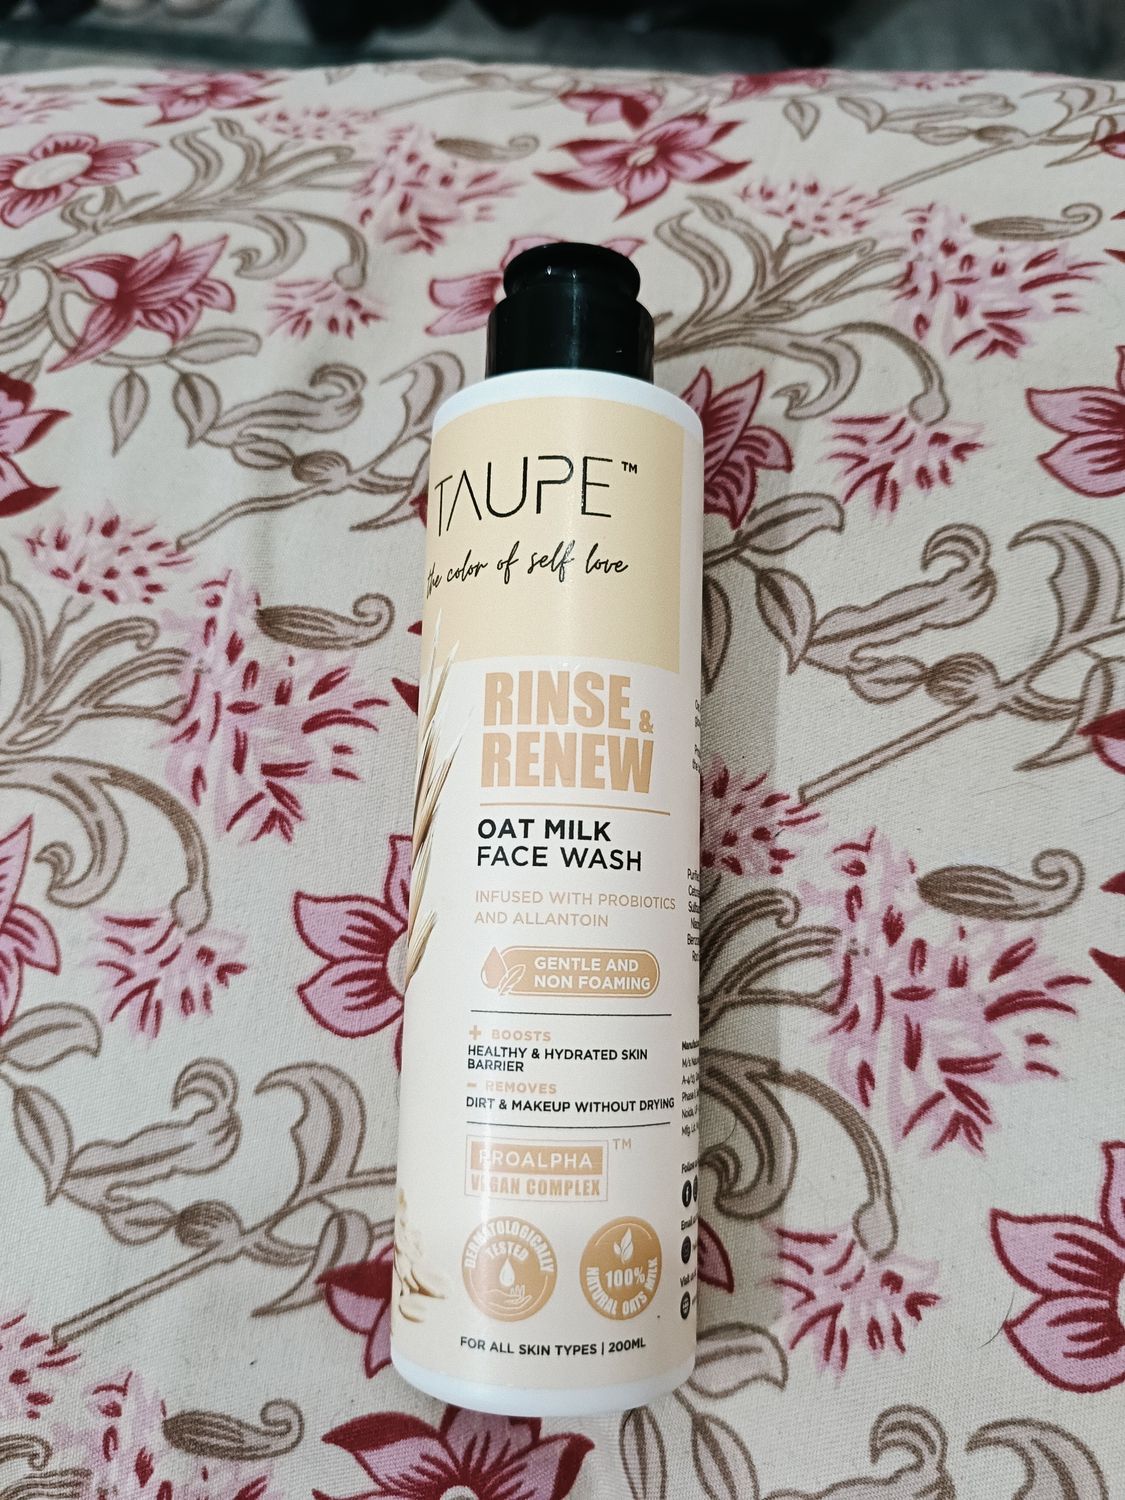 TAUPE™
the color of self love
RINSE &
RENEW
OAT MILK
FACE WASH
INFUSED WITH PROBIOTICS
AND ALLANTOIN
GENTLE AND
NON FOAMING
+ BOOSTS
HEALTHY & HYDRATED SKIN
BARRIER
- REMOVES
DIRT & MAKEUP WITHOUT DRYING
PROALPHA™
VEGAN COMPLEX
DERMATOLOGICALLY
TESTED
100%
NATURAL OATS MILK
FOR ALL SKIN TYPES | 200ML